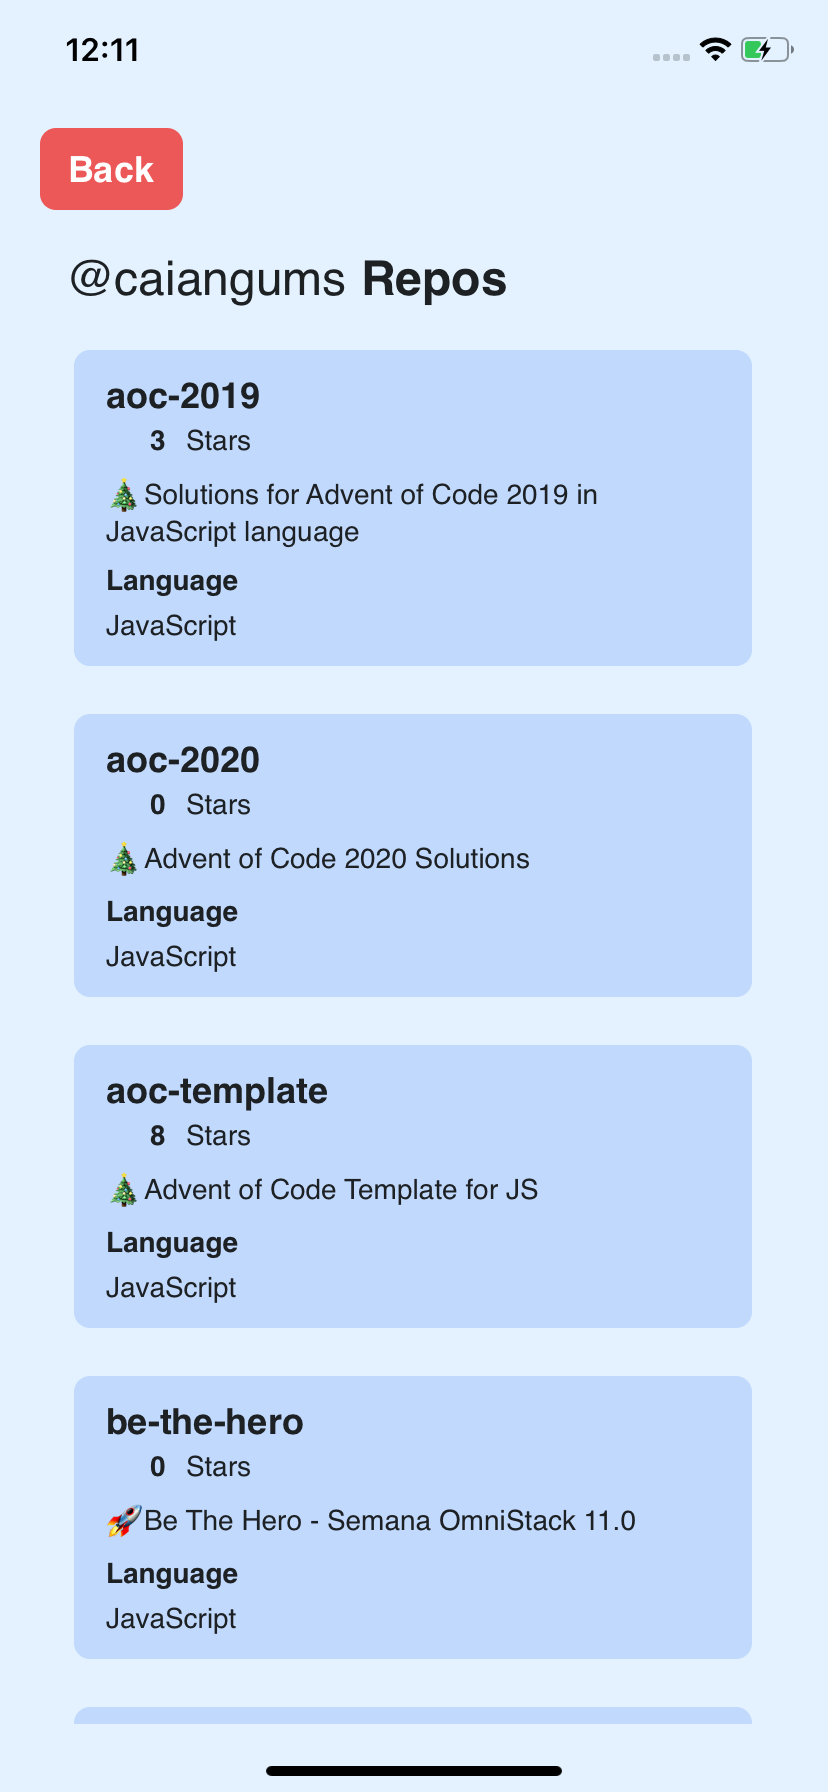 12:11
Back
@caiangums Repos
aoc-2019
3 Stars
🎄Solutions for Advent of Code 2019 in
JavaScript language
Language
JavaScript
aoc-2020
0 Stars
🎄Advent of Code 2020 Solutions
Language
JavaScript
aoc-template
8 Stars
🎄Advent of Code Template for JS
Language
JavaScript
be-the-hero
0 Stars
🚀Be The Hero - Semana OmniStack 11.0
Language
JavaScript